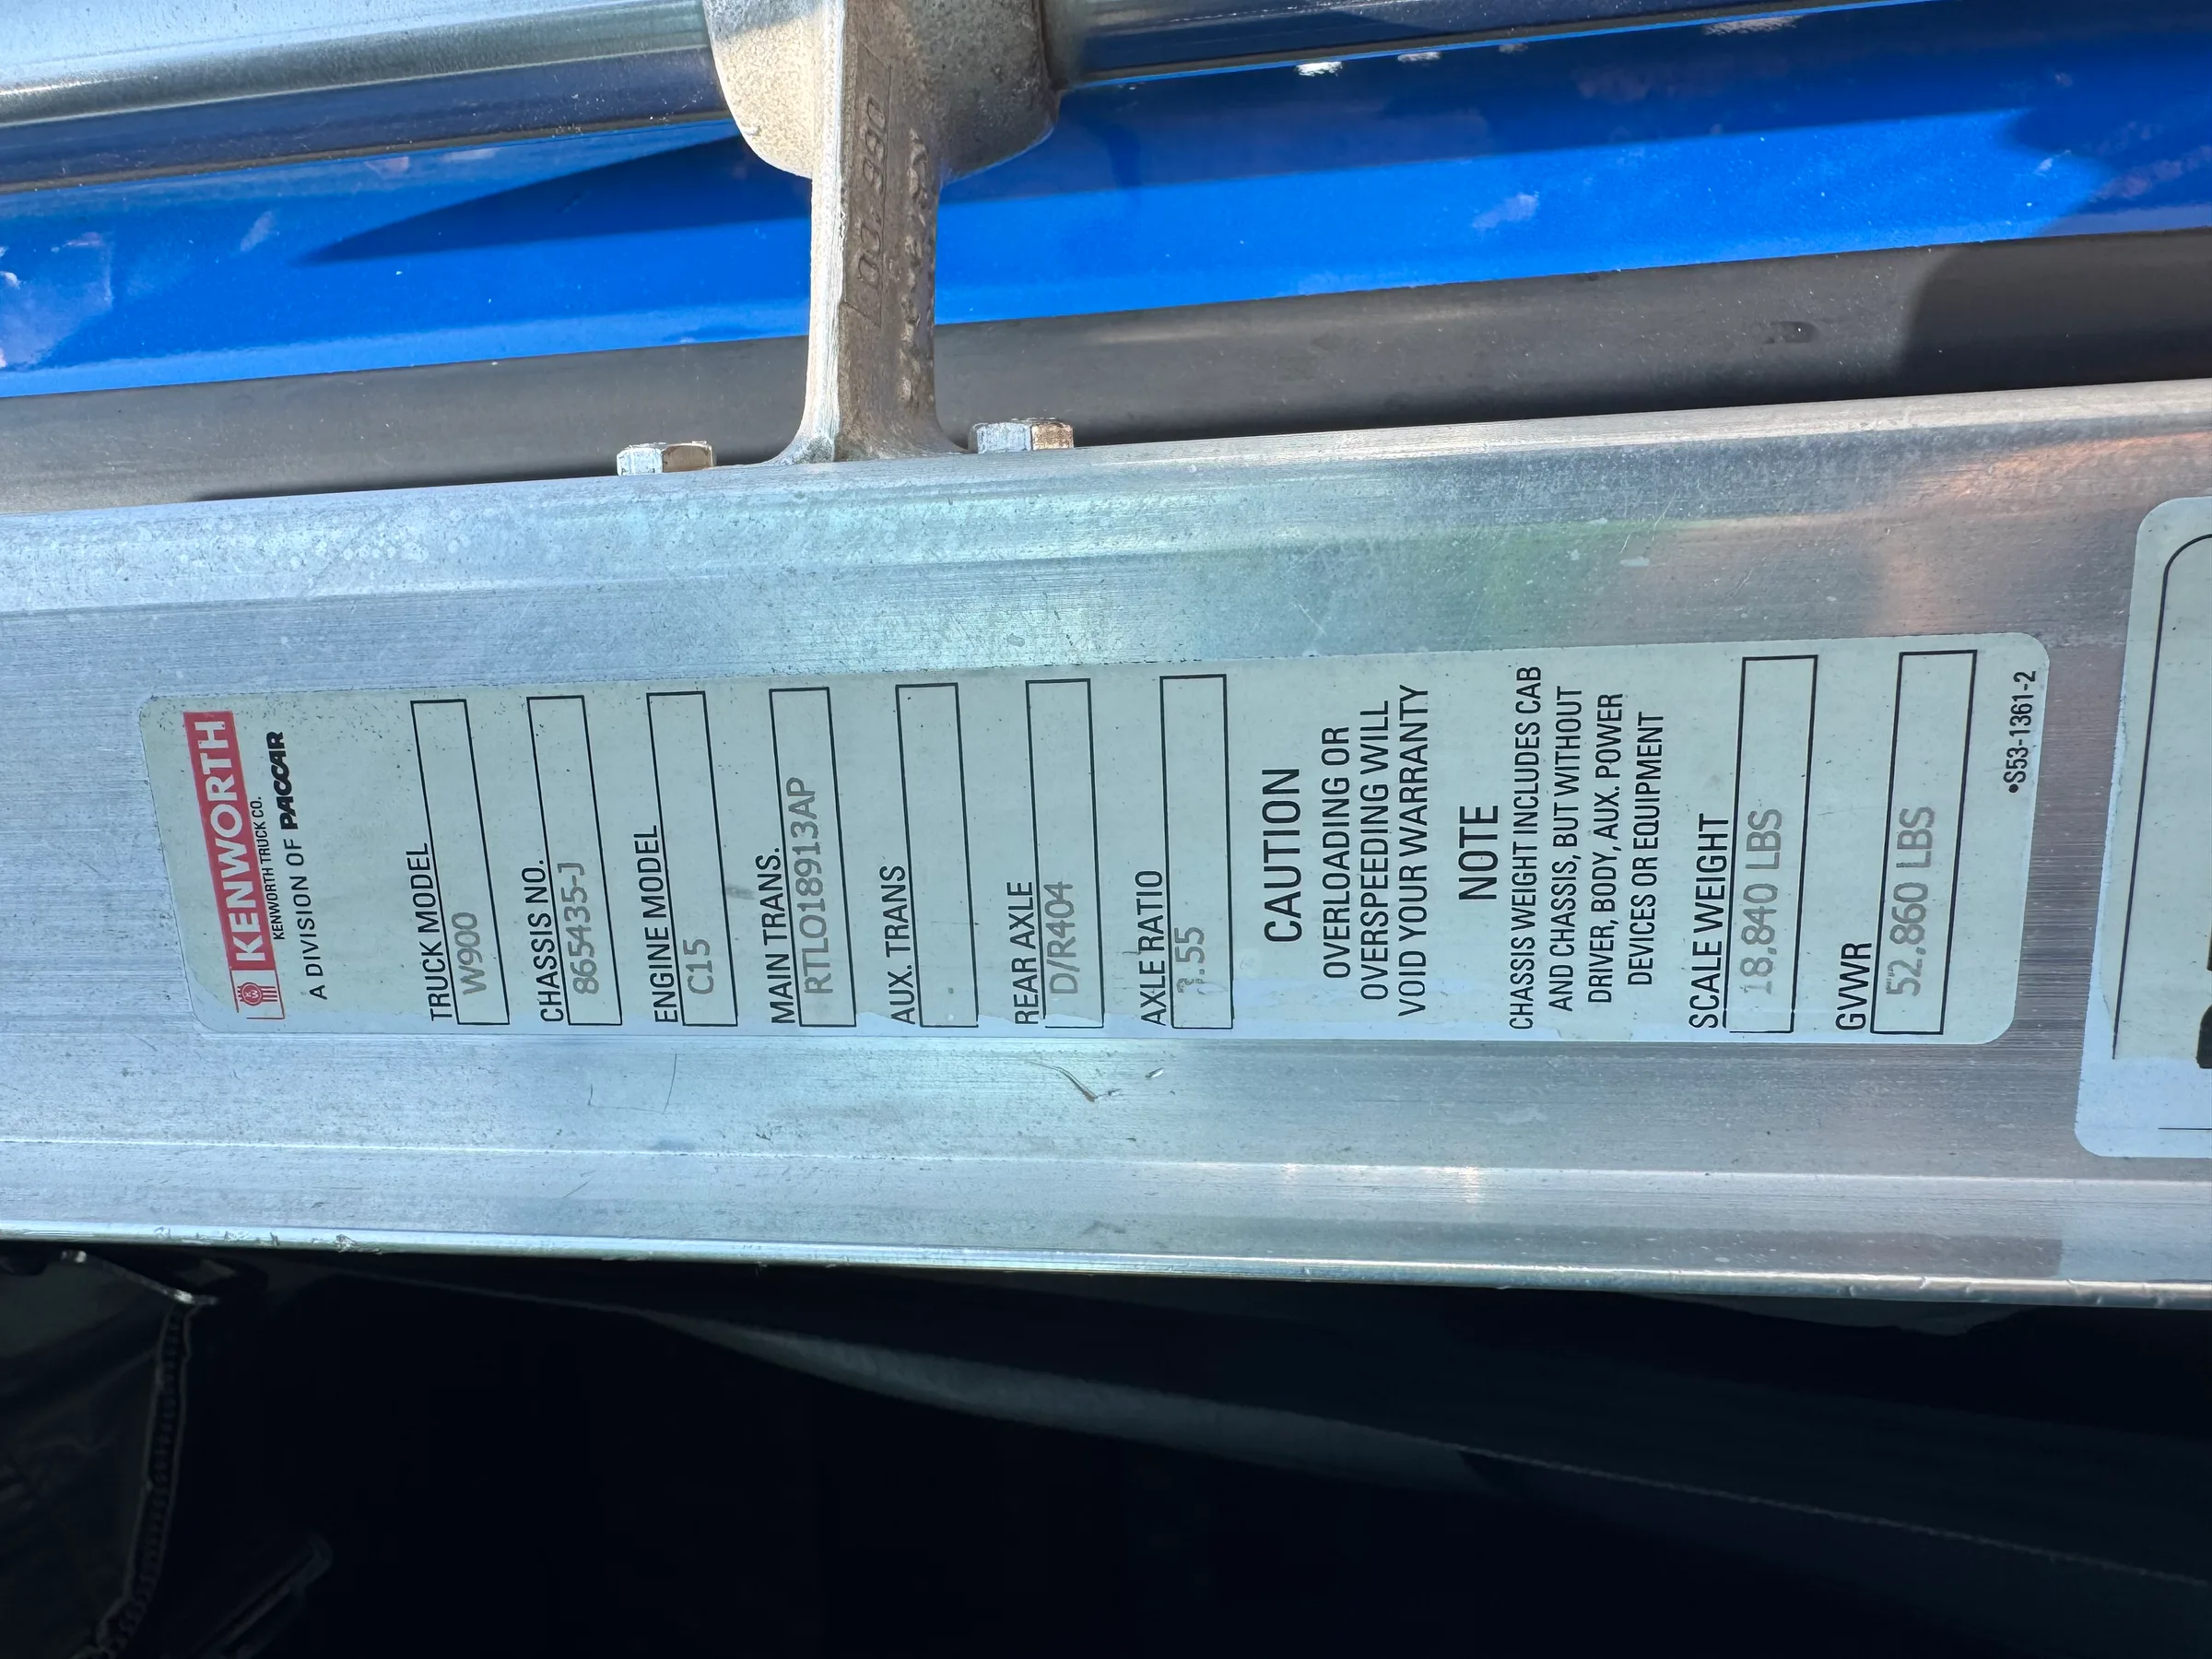 KENWORTH
KENWORTH TRUCK CO.
A DIVISION OF PACCAR
TRUCK MODEL
W900
CHASSIS NO.
865435-J
ENGINE MODEL
C15
MAIN TRANS.
RTLO18913AP
AUX. TRANS
.
REAR AXLE
D/R404
AXLE RATIO
3.55
CAUTION
OVERLOADING OR
OVERSPEEDING WILL
VOID YOUR WARRANTY
NOTE
CHASSIS WEIGHT INCLUDES CAB
AND CHASSIS, BUT WITHOUT
DRIVER, BODY, AUX. POWER
DEVICES OR EQUIPMENT
SCALE WEIGHT
18,840 LBS
GVWR
52,860 LBS
•S53-1361-2